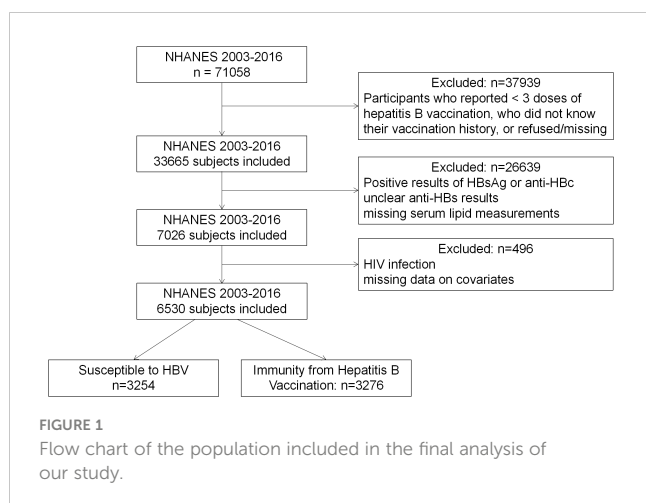 NHANES 2003-2016
n = 71058
Excluded: n=37939
Participants who reported < 3 doses of
hepatitis B vaccination, who did not know
their vaccination history, or refused/missing
NHANES 2003-2016
33665 subjects included
Excluded: n=26639
Positive results of HBsAg or anti-HBc
unclear anti-HBs results
missing serum lipid measurements
NHANES 2003-2016
7026 subjects included
Excluded: n=496
HIV infection
missing data on covariates
NHANES 2003-2016
6530 subjects included
Susceptible to HBV
n=3254
Immunity from Hepatitis B
Vaccination: n=3276
FIGURE 1
Flow chart of the population included in the final analysis of
our study.